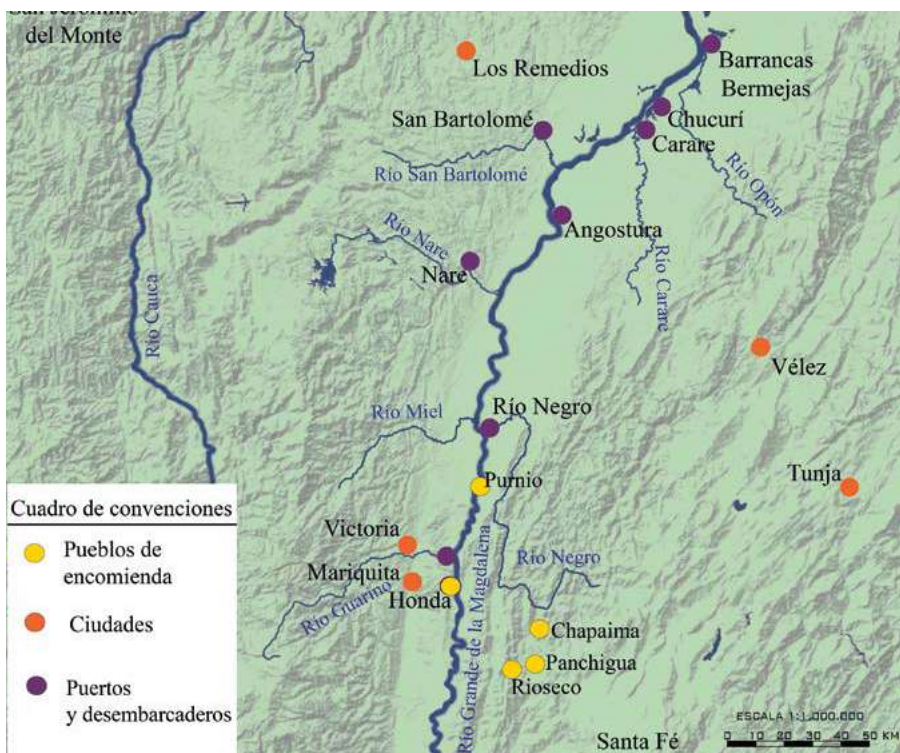 San Jerónimo
del Monte
Los Remedios
Barrancas
Bermejas
San Bartolomé
Chucurí
Carare
Río San Bartolomé
Río Opón
Angostura
Río Nare
Nare
Río Carare
Río Cauca
Vélez
Río Miel
Río Negro
Purnio
Tunja
Cuadro de convenciones
Pueblos de
encomienda
Ciudades
Puertos
y desembarcaderos
Victoria
Mariquita
Río Guarino
Honda
Río Grande de la Magdalena
Río Negro
Chapaima
Panchigua
Rioseco
Santa Fé
ESCALA 1:1.000.000
0 10 20 30 40 50 KM